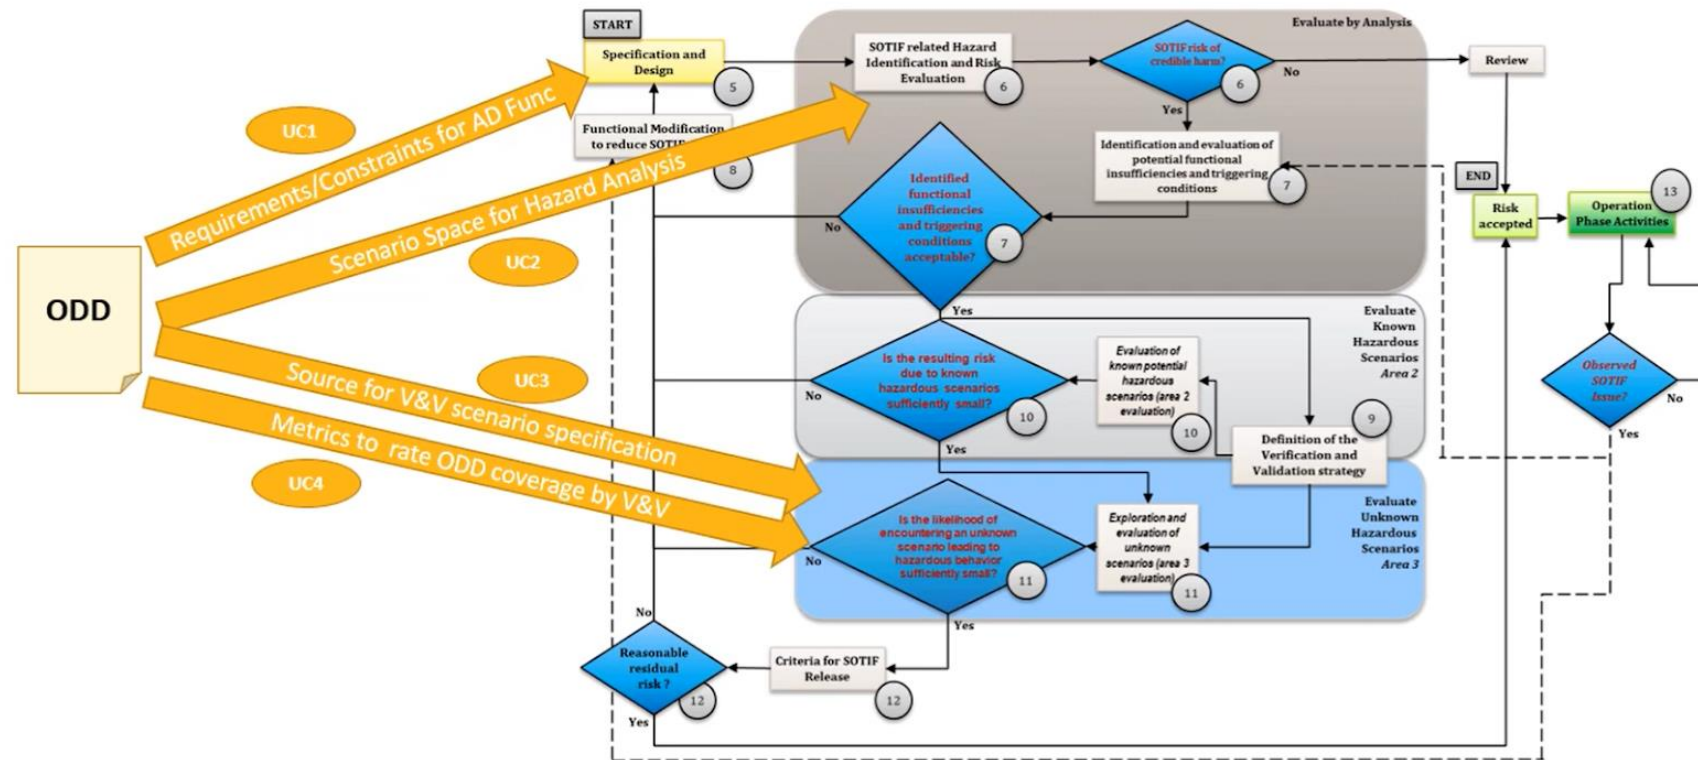 START
Specification and
Design
5
Functional Modification
to reduce SOTIF
8
UC1
Requirements/Constraints for AD Func
Scenario Space for Hazard Analysis
UC2
ODD
UC3
Source for V&V scenario specification
Metrics to rate ODD coverage by V&V
UC4
Evaluate by Analysis
SOTIF related Hazard
Identification and Risk
Evaluation
6
SOTIF risk of
credible harm?
6
No
Yes
Review
Identification and evaluation of
potential functional
insufficiencies and triggering
conditions
7
Identified
functional
insufficiencies
and triggering
conditions
acceptable?
7
No
Yes
END
Risk
accepted
Operation
Phase Activities
13
Evaluate
Known
Hazardous
Scenarios
Area 2
Is the resulting risk
due to known
hazardous scenarios
sufficiently small?
10
No
Yes
Evaluation of
known potential
hazardous
scenarios (area 2
evaluation)
10
9
Definition of the
Verification and
Validation strategy
Observed
SOTIF
Issue?
No
Yes
Evaluate
Unknown
Hazardous
Scenarios
Area 3
Is the likelihood of
encountering an unknown
scenario leading to
hazardous behavior
sufficiently small?
11
No
Yes
Exploration and
evaluation of
unknown
scenarios (area 3
evaluation)
11
No
Reasonable
residual
risk ?
12
Yes
Criteria for SOTIF
Release
12